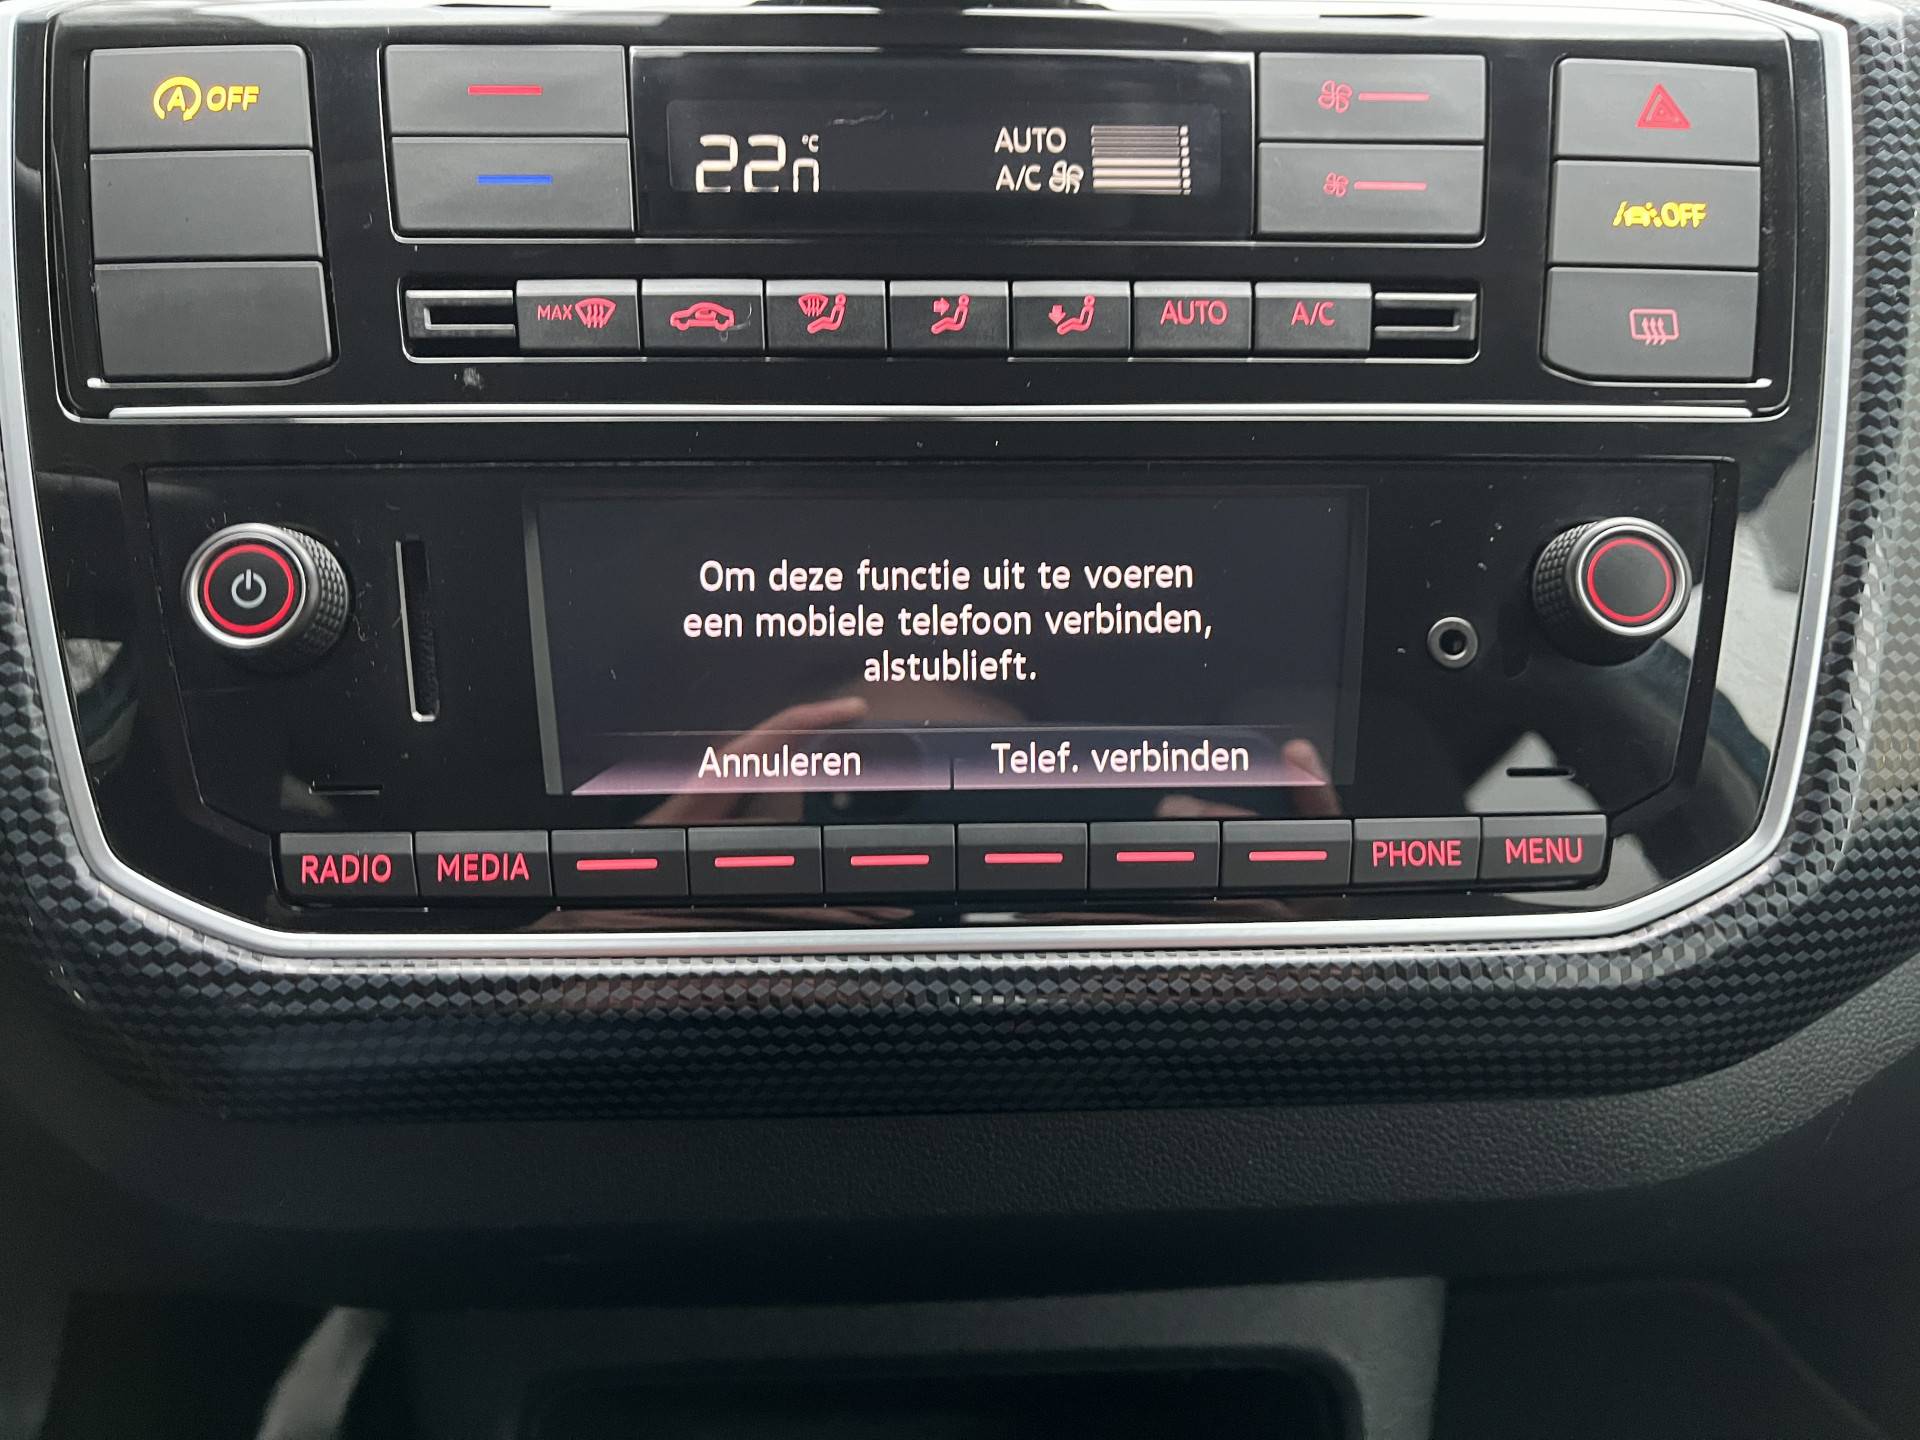 OFF
22 °C
AUTO
A/C
OFF
MAX
AUTO
A/C
Om deze functie uit te voeren
een mobiele telefoon verbinden,
alstublieft.
Annuleren
Telef. verbinden
RADIO
MEDIA
PHONE
MENU